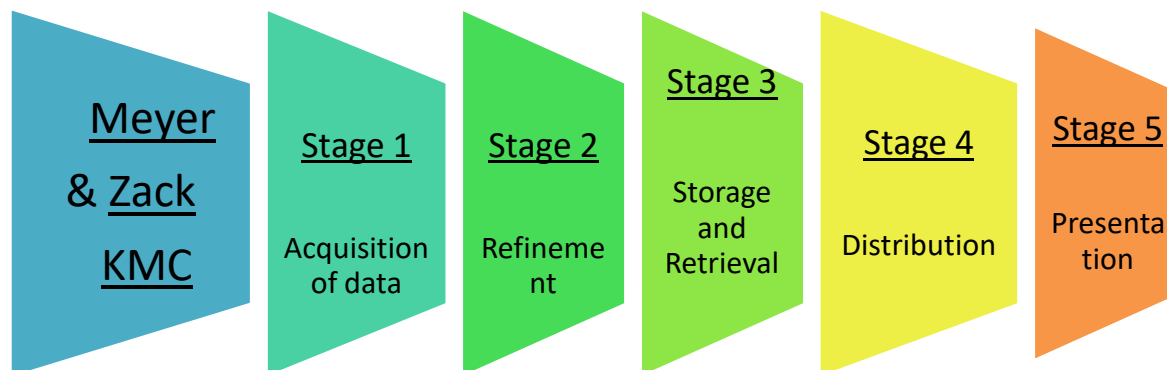 Meyer
& Zack
KMC
Stage 1
Acquisition
of data
Stage 2
Refineme
nt
Stage 3
Storage
and
Retrieval
Stage 4
Distribution
Stage 5
Presenta
tion